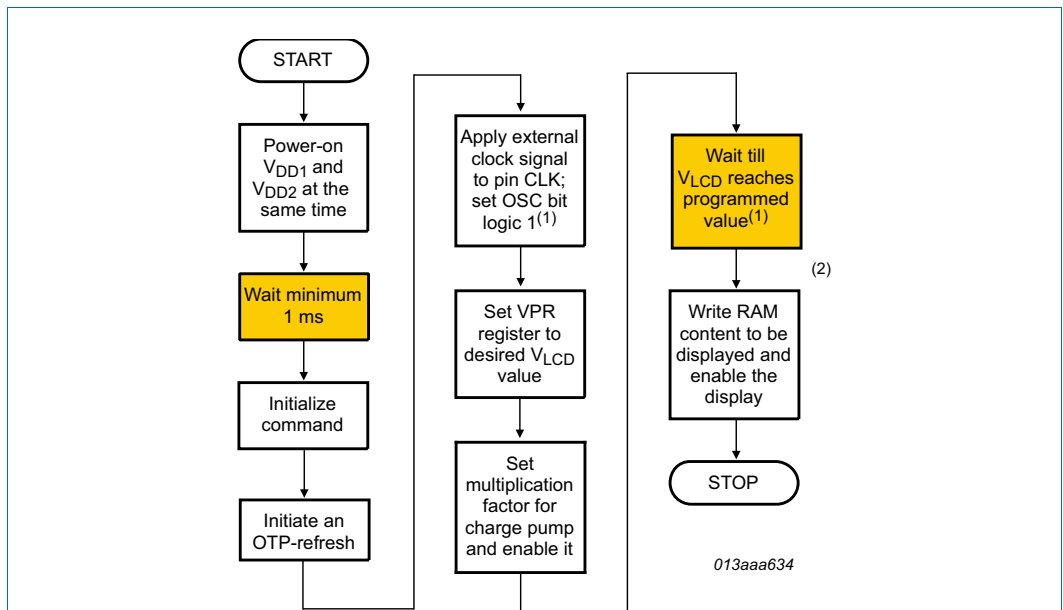 START
Power-on
VDD1 and
VDD2 at the
same time
Wait minimum
1 ms
Initialize
command
Initiate an
OTP-refresh
Apply external
clock signal
to pin CLK;
set OSC bit
logic 1(1)
Set VPR
register to
desired VLCD
value
Set
multiplication
factor for
charge pump
and enable it
Wait till
VLCD reaches
programmed
value(1)
(2)
Write RAM
content to be
displayed and
enable the
display
STOP
013aaa634